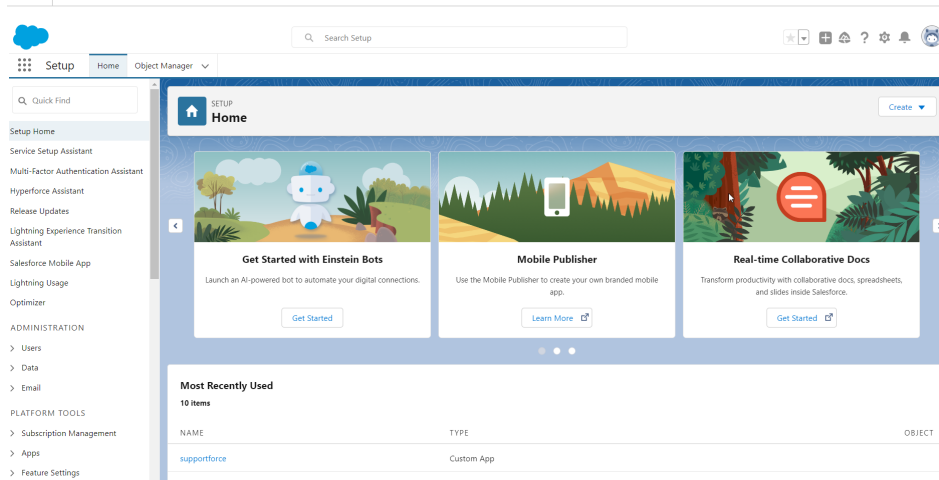 Search Setup
Setup
Home
Object Manager
Quick Find
Setup Home
Service Setup Assistant
Multi-Factor Authentication Assistant
Hyperforce Assistant
Release Updates
Lightning Experience Transition
Assistant
Salesforce Mobile App
Lightning Usage
Optimizer
ADMINISTRATION
Users
Data
Email
PLATFORM TOOLS
Subscription Management
Apps
Feature Settings
SETUP
Home
Create
Get Started with Einstein Bots
Launch an AI-powered bot to automate your digital connections.
Get Started
Mobile Publisher
Use the Mobile Publisher to create your own branded mobile
app.
Learn More
Real-time Collaborative Docs
Transform productivity with collaborative docs, spreadsheets,
and slides inside Salesforce.
Get Started
Most Recently Used
10 items
NAME TYPE OBJECT
supportforce Custom App